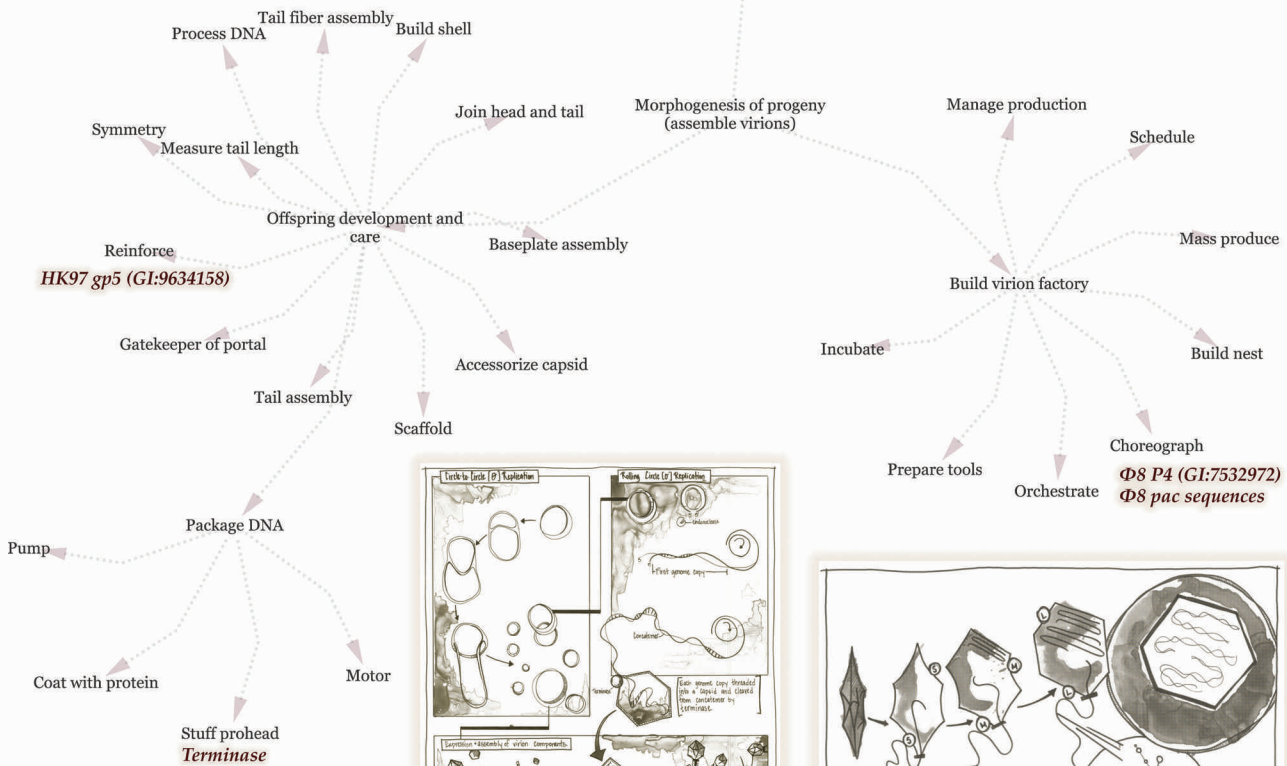 Tail fiber assembly
Process DNA
Build shell
Join head and tail
Symmetry
Measure tail length
Offspring development and
care
Reinforce
HK97 gp5 (GI:9634158)
Baseplate assembly
Gatekeeper of portal
Accessorize capsid
Tail assembly
Scaffold
Package DNA
Pump
Coat with protein
Motor
Stuff prohead
Terminase
Morphogenesis of progeny
(assemble virions)
Manage production
Schedule
Mass produce
Build virion factory
Incubate
Build nest
Prepare tools
Orchestrate
Choreograph
Φ8 P4 (GI:7532972)
Φ8 pac sequences
Circle-to-Circle [θ] Replication
Rolling Circle [σ] Replication
First genome copy
Concatemer
Terminase
Each genome copy threaded
into a capsid and cleaved
from concatemer by
terminase.
Expression + assembly of virion components.
S
S
M
M
L
L